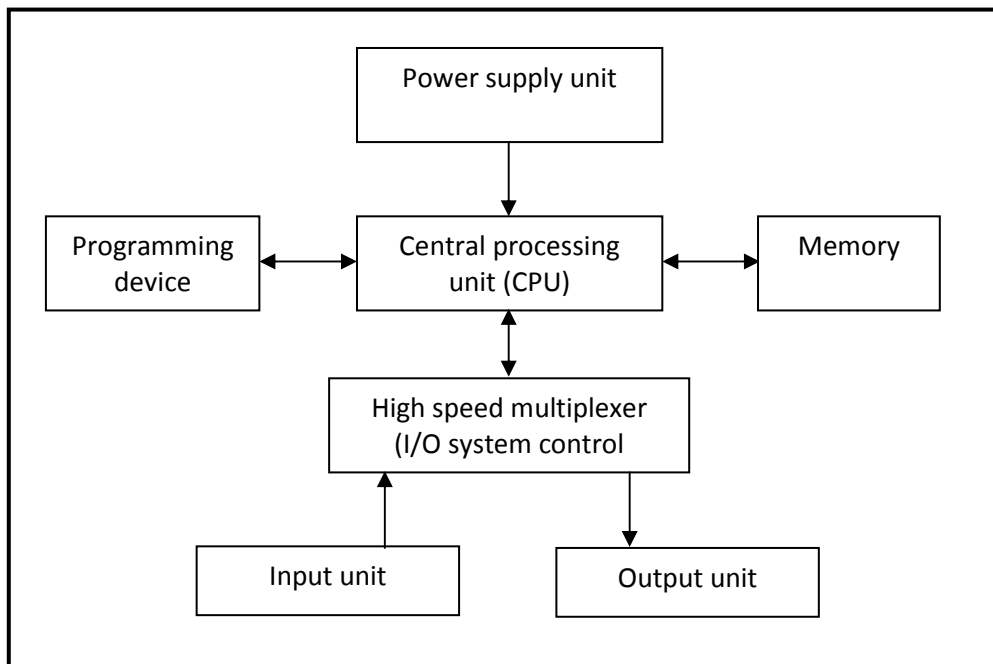 Power supply unit
Programming
device
Central processing
unit (CPU)
Memory
High speed multiplexer
(I/O system control
Input unit
Output unit